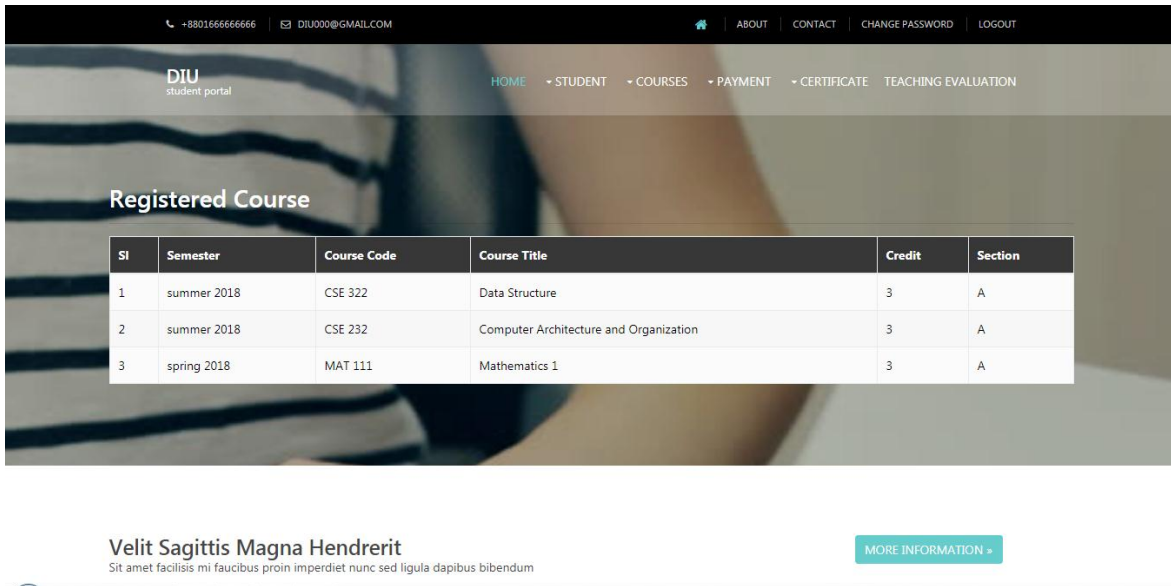 +8801666666666 DIU000@GMAIL.COM ABOUT CONTACT CHANGE PASSWORD LOGOUT
DIU
student portal
HOME STUDENT COURSES PAYMENT CERTIFICATE TEACHING EVALUATION
Registered Course
Sl Semester Course Code Course Title Credit Section
1 summer 2018 CSE 322 Data Structure 3 A
2 summer 2018 CSE 232 Computer Architecture and Organization 3 A
3 spring 2018 MAT 111 Mathematics 1 3 A
Velit Sagittis Magna Hendrerit
Sit amet facilisis mi faucibus proin imperdiet nunc sed ligula dapibus bibendum
MORE INFORMATION »